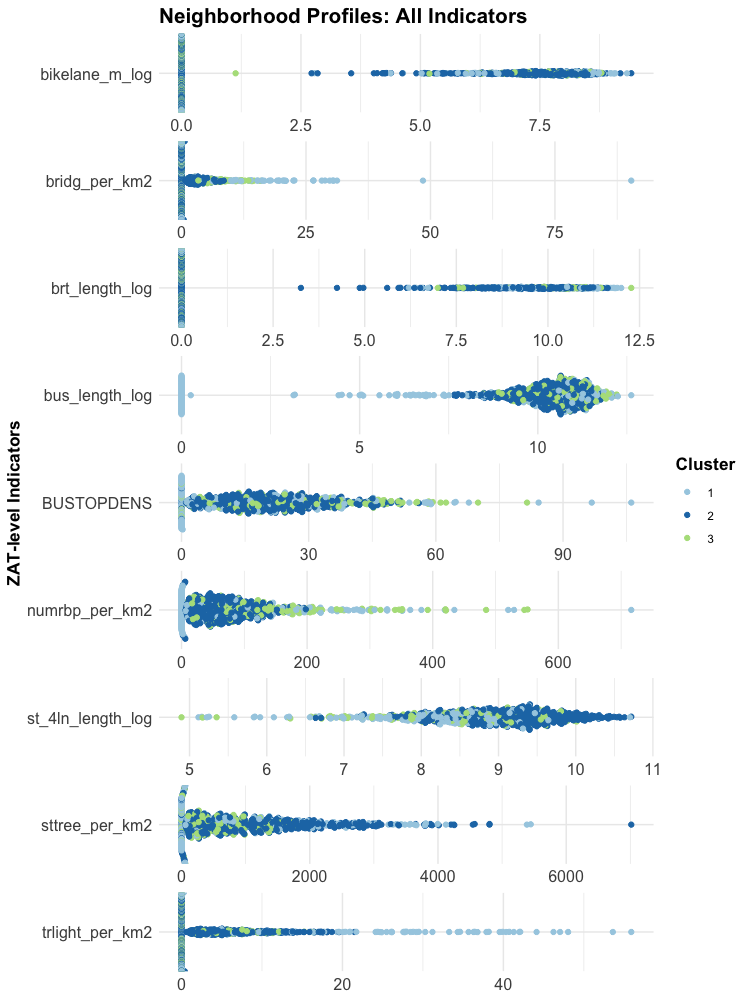 Neighborhood Profiles: All Indicators
bikelane_m_log
0.0 2.5 5.0 7.5
bridg_per_km2
0 25 50 75
brt_length_log
0.0 2.5 5.0 7.5 10.0 12.5
bus_length_log
0 5 10
ZAT-level Indicators
Cluster
1
2
3
BUSTOPDENS
0 30 60 90
numrbp_per_km2
0 200 400 600
st_4ln_length_log
5 6 7 8 9 10 11
sttree_per_km2
0 2000 4000 6000
trlight_per_km2
0 20 40